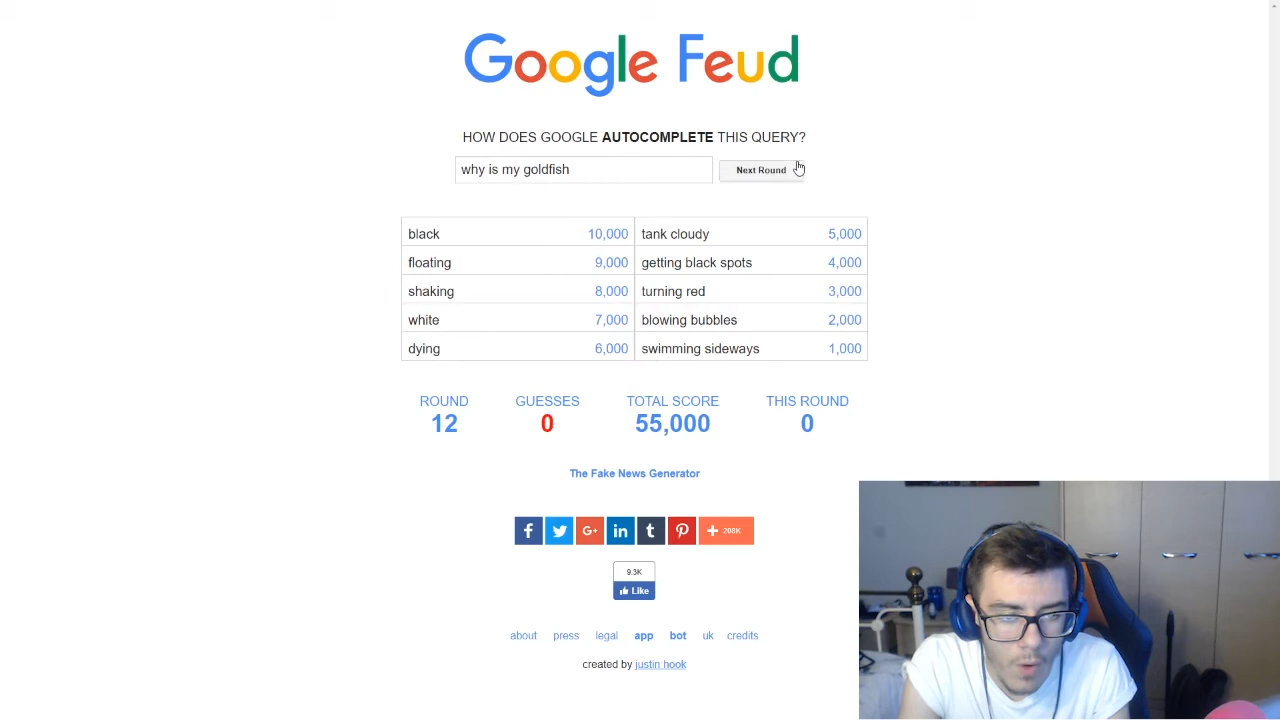 Google Feud
HOW DOES GOOGLE AUTOCOMPLETE THIS QUERY?
why is my goldfish
Next Round
black 10,000 tank cloudy 5,000
floating 9,000 getting black spots 4,000
shaking 8,000 turning red 3,000
white 7,000 blowing bubbles 2,000
dying 6,000 swimming sideways 1,000
ROUND GUESSES TOTAL SCORE THIS ROUND
12 0 55,000 0
The Fake News Generator
G+ in t 208K
9.3K
Like
about press legal app bot uk credits
created by justin hook